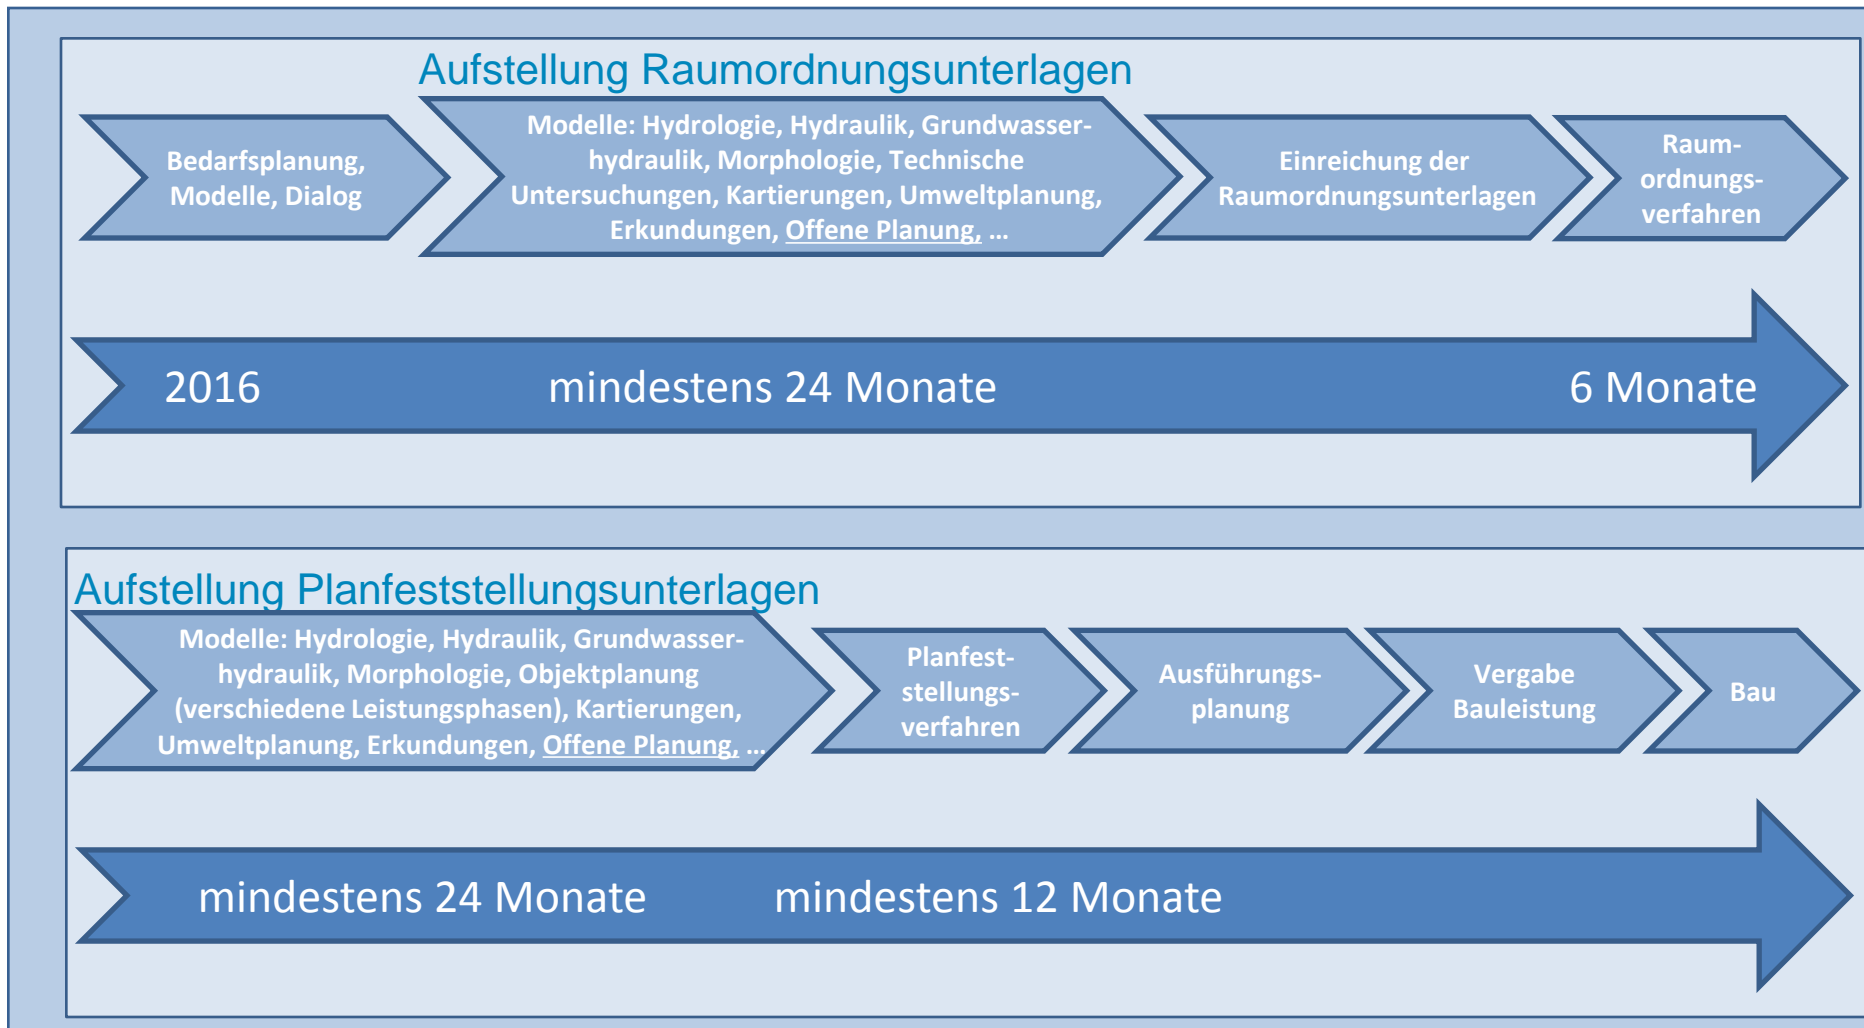 Aufstellung Raumordnungsunterlagen
Bedarfsplanung,
Modelle, Dialog
Modelle: Hydrologie, Hydraulik, Grundwasser-
hydraulik, Morphologie, Technische
Untersuchungen, Kartierungen, Umweltplanung,
Erkundungen, Offene Planung, ...
Einreichung der
Raumordnungsunterlagen
Raum-
ordnungs-
verfahren
2016
mindestens 24 Monate
6 Monate
Aufstellung Planfeststellungsunterlagen
Modelle: Hydrologie, Hydraulik, Grundwasser-
hydraulik, Morphologie, Objektplanung
(verschiedene Leistungsphasen), Kartierungen,
Umweltplanung, Erkundungen, Offene Planung, ...
Planfest-
stellungs-
verfahren
Ausführungs-
planung
Vergabe
Bauleistung
Bau
mindestens 24 Monate
mindestens 12 Monate